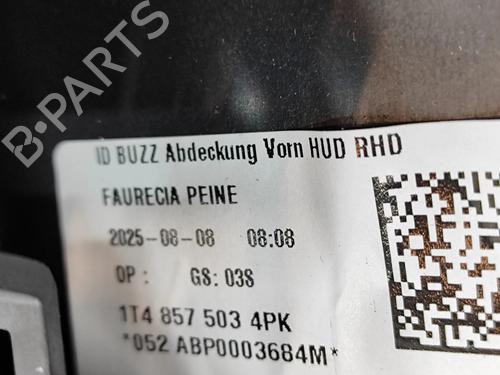 B-PARTS
ID BUZZ Abdeckung Vorn HUD RHD
FAURECIA PEINE
2025-08-08 08:08
OP : GS: 038
1T4 857 503 4PK
*052 ABP0003684M*